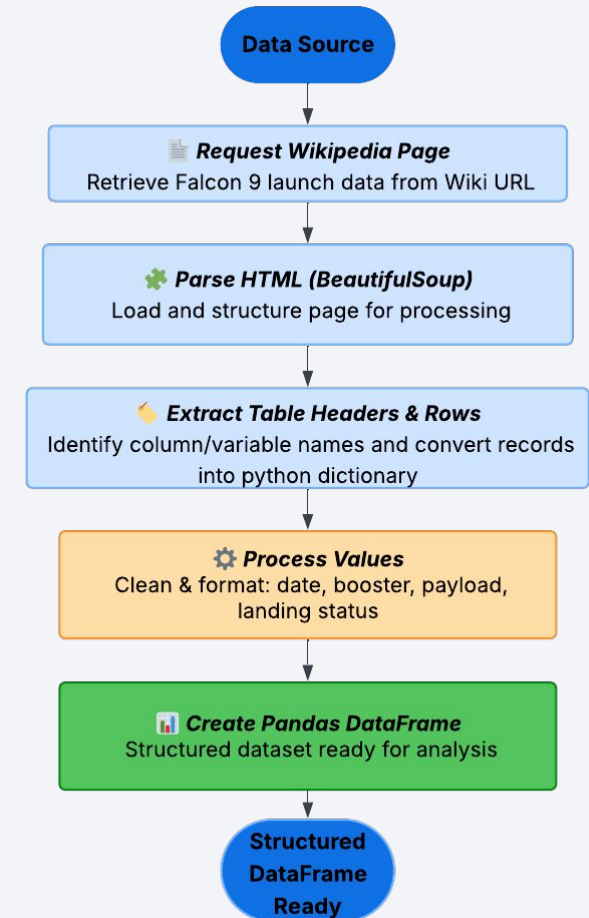 Data Source
Request Wikipedia Page
Retrieve Falcon 9 launch data from Wiki URL
Parse HTML (BeautifulSoup)
Load and structure page for processing
Extract Table Headers & Rows
Identify column/variable names and convert records
into python dictionary
Process Values
Clean & format: date, booster, payload,
landing status
Create Pandas DataFrame
Structured dataset ready for analysis
Structured
DataFrame
Ready